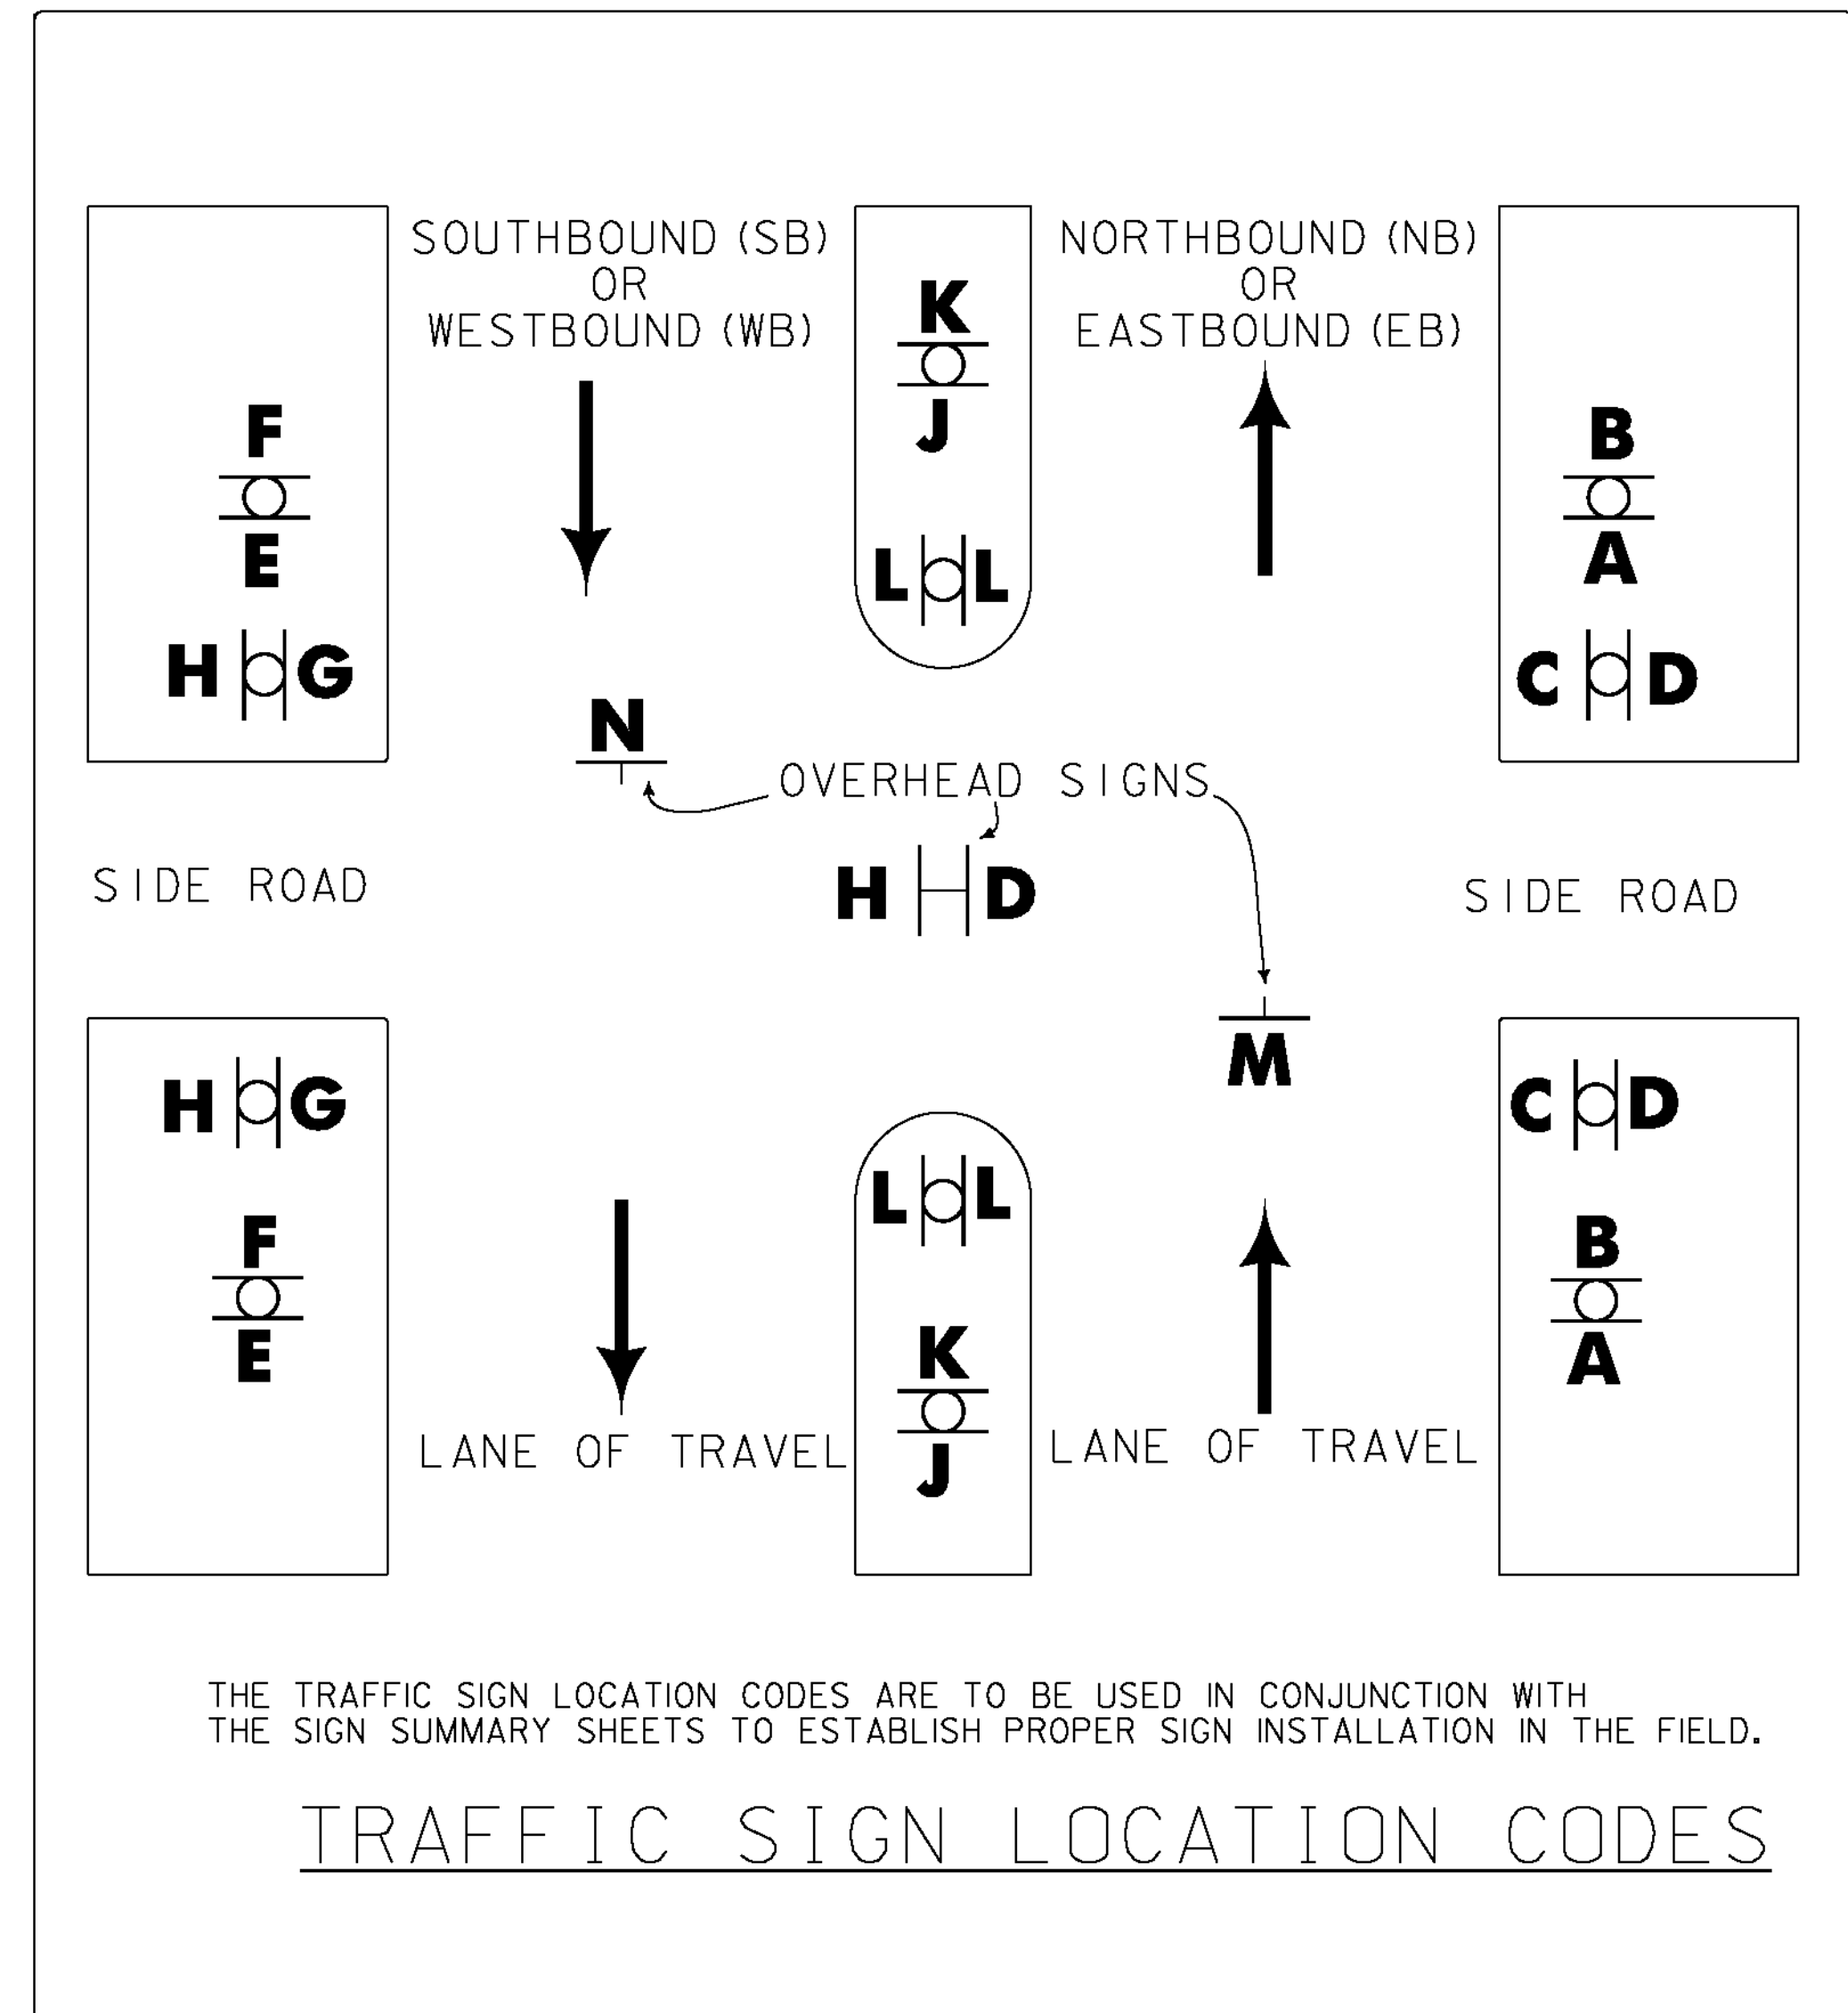 SOUTHBOUND (SB)
OR
WESTBOUND (WB)
NORTHBOUND (NB)
OR
EASTBOUND (EB)
K
J
F
E
B
A
L L
H G
C D
N
OVERHEAD SIGNS
SIDE ROAD
H D
SIDE ROAD
M
H G
C D
L L
F
E
B
A
K
J
LANE OF TRAVEL
LANE OF TRAVEL
THE TRAFFIC SIGN LOCATION CODES ARE TO BE USED IN CONJUNCTION WITH
THE SIGN SUMMARY SHEETS TO ESTABLISH PROPER SIGN INSTALLATION IN THE FIELD.
TRAFFIC SIGN LOCATION CODES